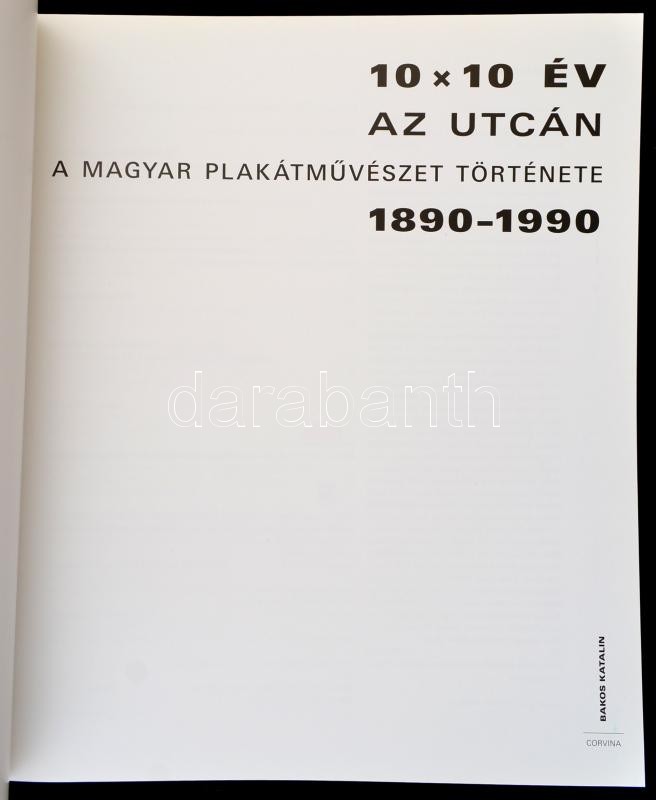 10 × 10 ÉV
AZ UTCÁN
A MAGYAR PLAKÁTMŰVÉSZET TÖRTÉNETE
1890–1990
darabanth
BAKOS KATALIN
CORVINA